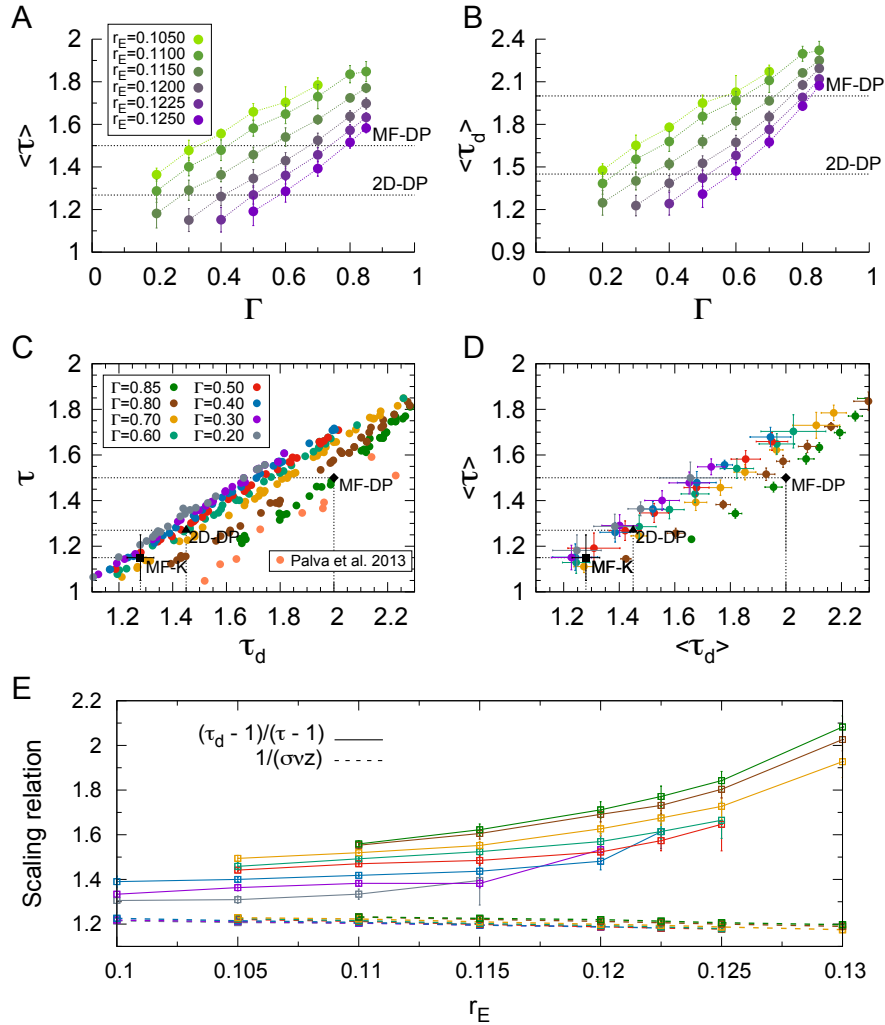 A
<τ>
2
1.8
1.6
1.4
1.2
1
r_E=0.1050
r_E=0.1100
r_E=0.1150
r_E=0.1200
r_E=0.1225
r_E=0.1250
MF-DP
2D-DP
0 0.2 0.4 0.6 0.8 1
Γ
B
<τ_d>
2.4
2.1
1.8
1.5
1.2
0.9
MF-DP
2D-DP
0 0.2 0.4 0.6 0.8 1
Γ
C
τ
2
1.8
1.6
1.4
1.2
1
Γ=0.85 Γ=0.50
Γ=0.80 Γ=0.40
Γ=0.70 Γ=0.30
Γ=0.60 Γ=0.20
MF-DP
2D-DP
MF-K
Palva et al. 2013
1.2 1.4 1.6 1.8 2 2.2
τ_d
D
<τ>
2
1.8
1.6
1.4
1.2
1
MF-DP
2D-DP
MF-K
1.2 1.4 1.6 1.8 2 2.2
<τ_d>
E
Scaling relation
2.2
2
1.8
1.6
1.4
1.2
(τ_d - 1)/(τ - 1)
1/(σνz)
0.1 0.105 0.11 0.115 0.12 0.125 0.13
r_E